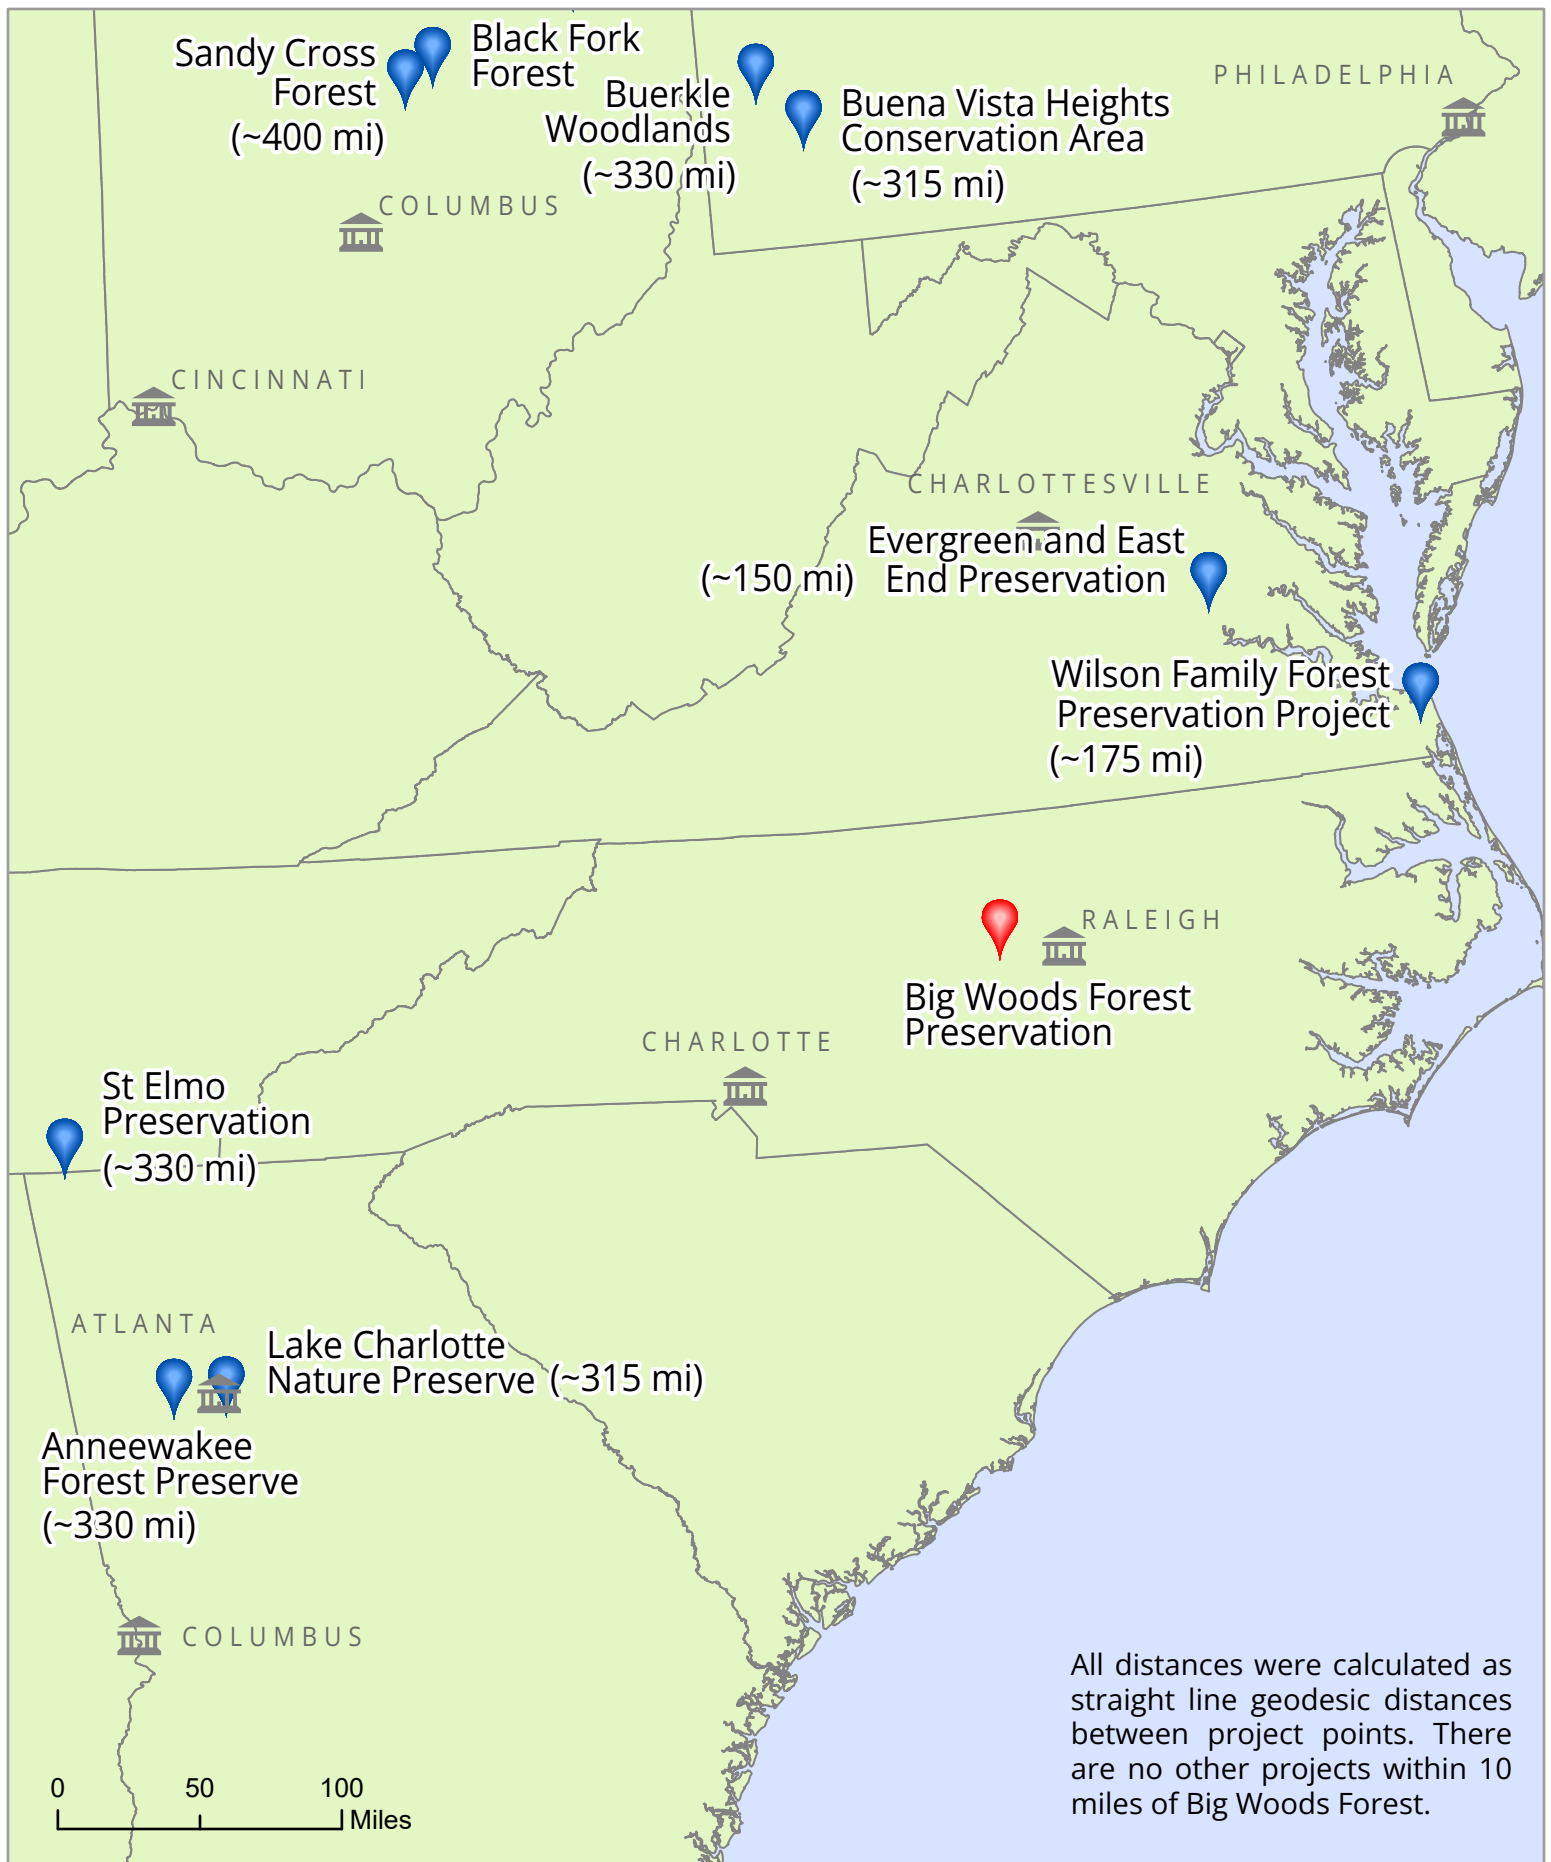 Sandy Cross
Forest
(~400 mi)
Black Fork
Forest
Buerkle
Woodlands
(~330 mi)
Buena Vista Heights
Conservation Area
(~315 mi)
PHILADELPHIA
COLUMBUS
CINCINNATI
CHARLOTTESVILLE
Evergreen and East
End Preservation
(~150 mi)
Wilson Family Forest
Preservation Project
(~175 mi)
RALEIGH
Big Woods Forest
Preservation
CHARLOTTE
St Elmo
Preservation
(~330 mi)
ATLANTA
Lake Charlotte
Nature Preserve (~315 mi)
Anneewakee
Forest Preserve
(~330 mi)
COLUMBUS
All distances were calculated as
straight line geodesic distances
between project points. There
are no other projects within 10
miles of Big Woods Forest.
0 50 100
Miles